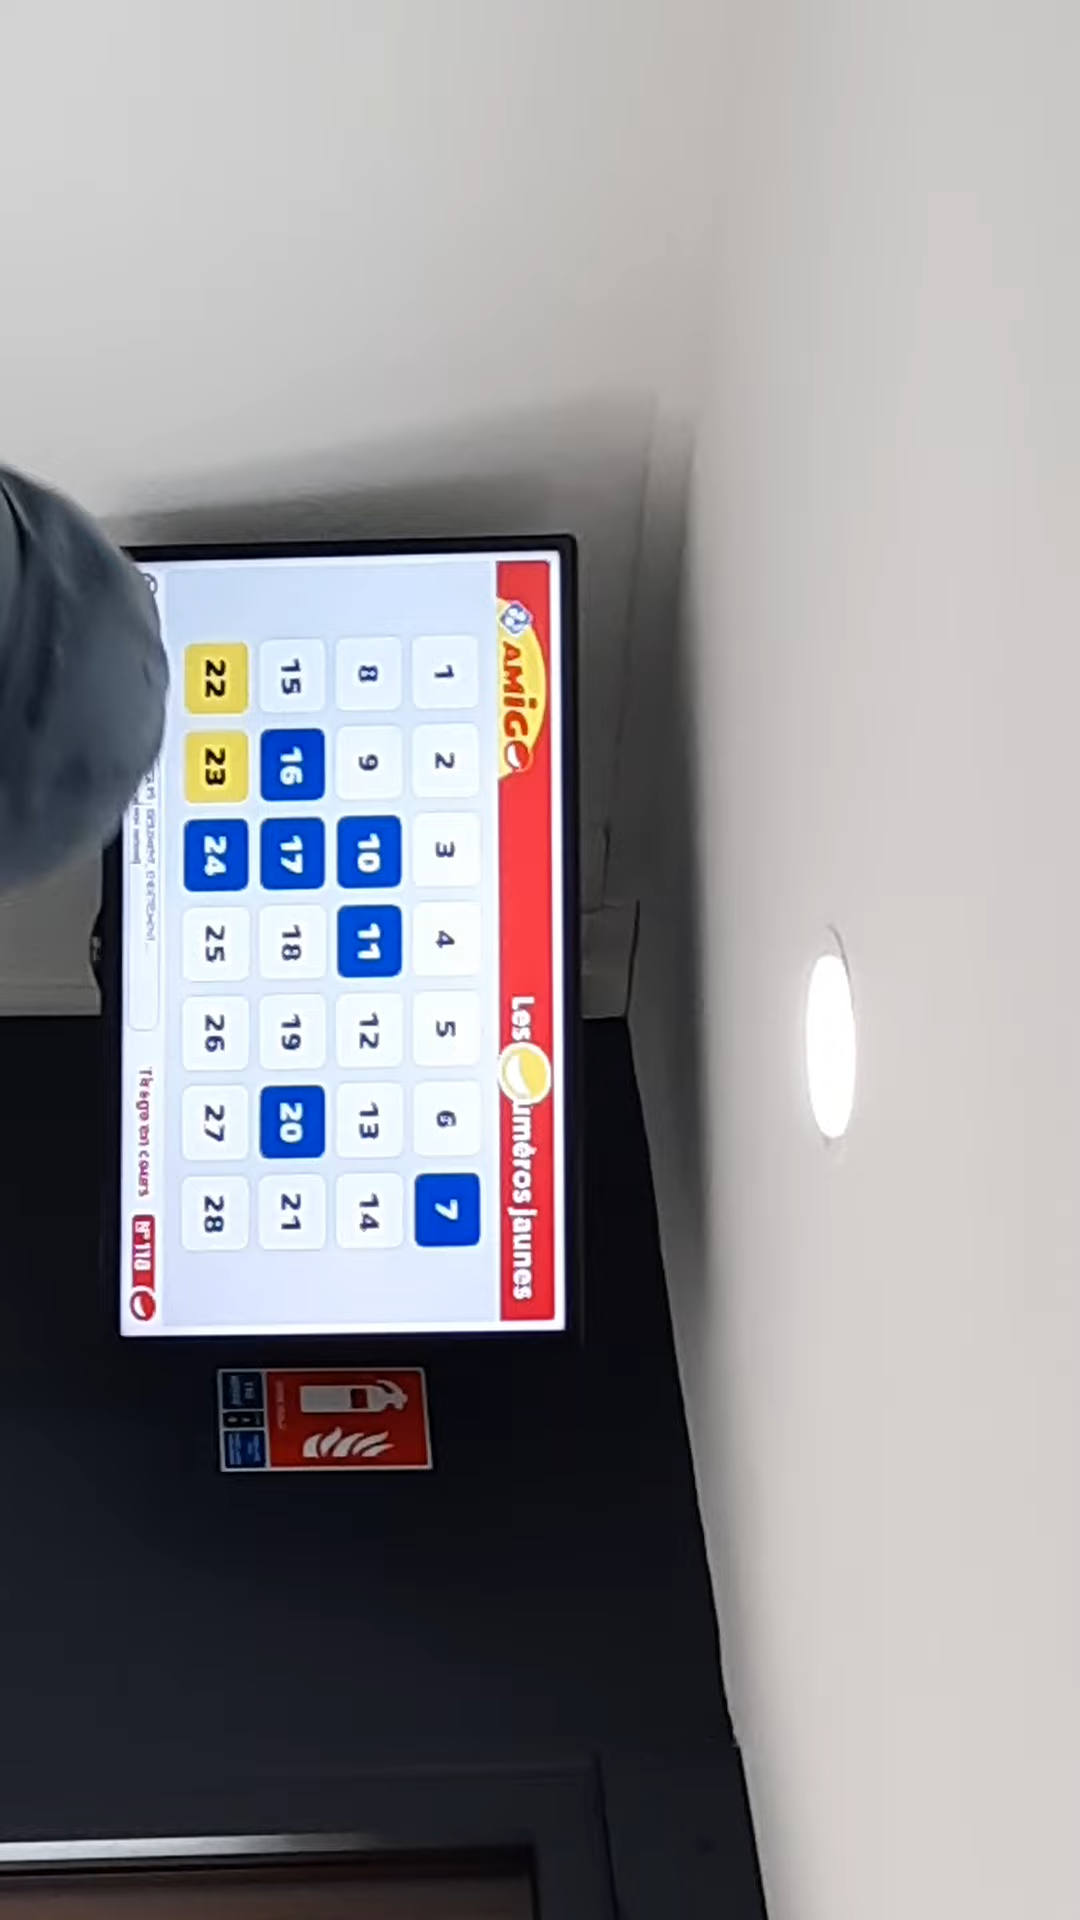 AMIGO
Les numéros jaunes
1 2 3 4 5 6 7
8 9 10 11 12 13 14
15 16 17 18 19 20 21
22 23 24 25 26 27 28
Tirage en cours N°118